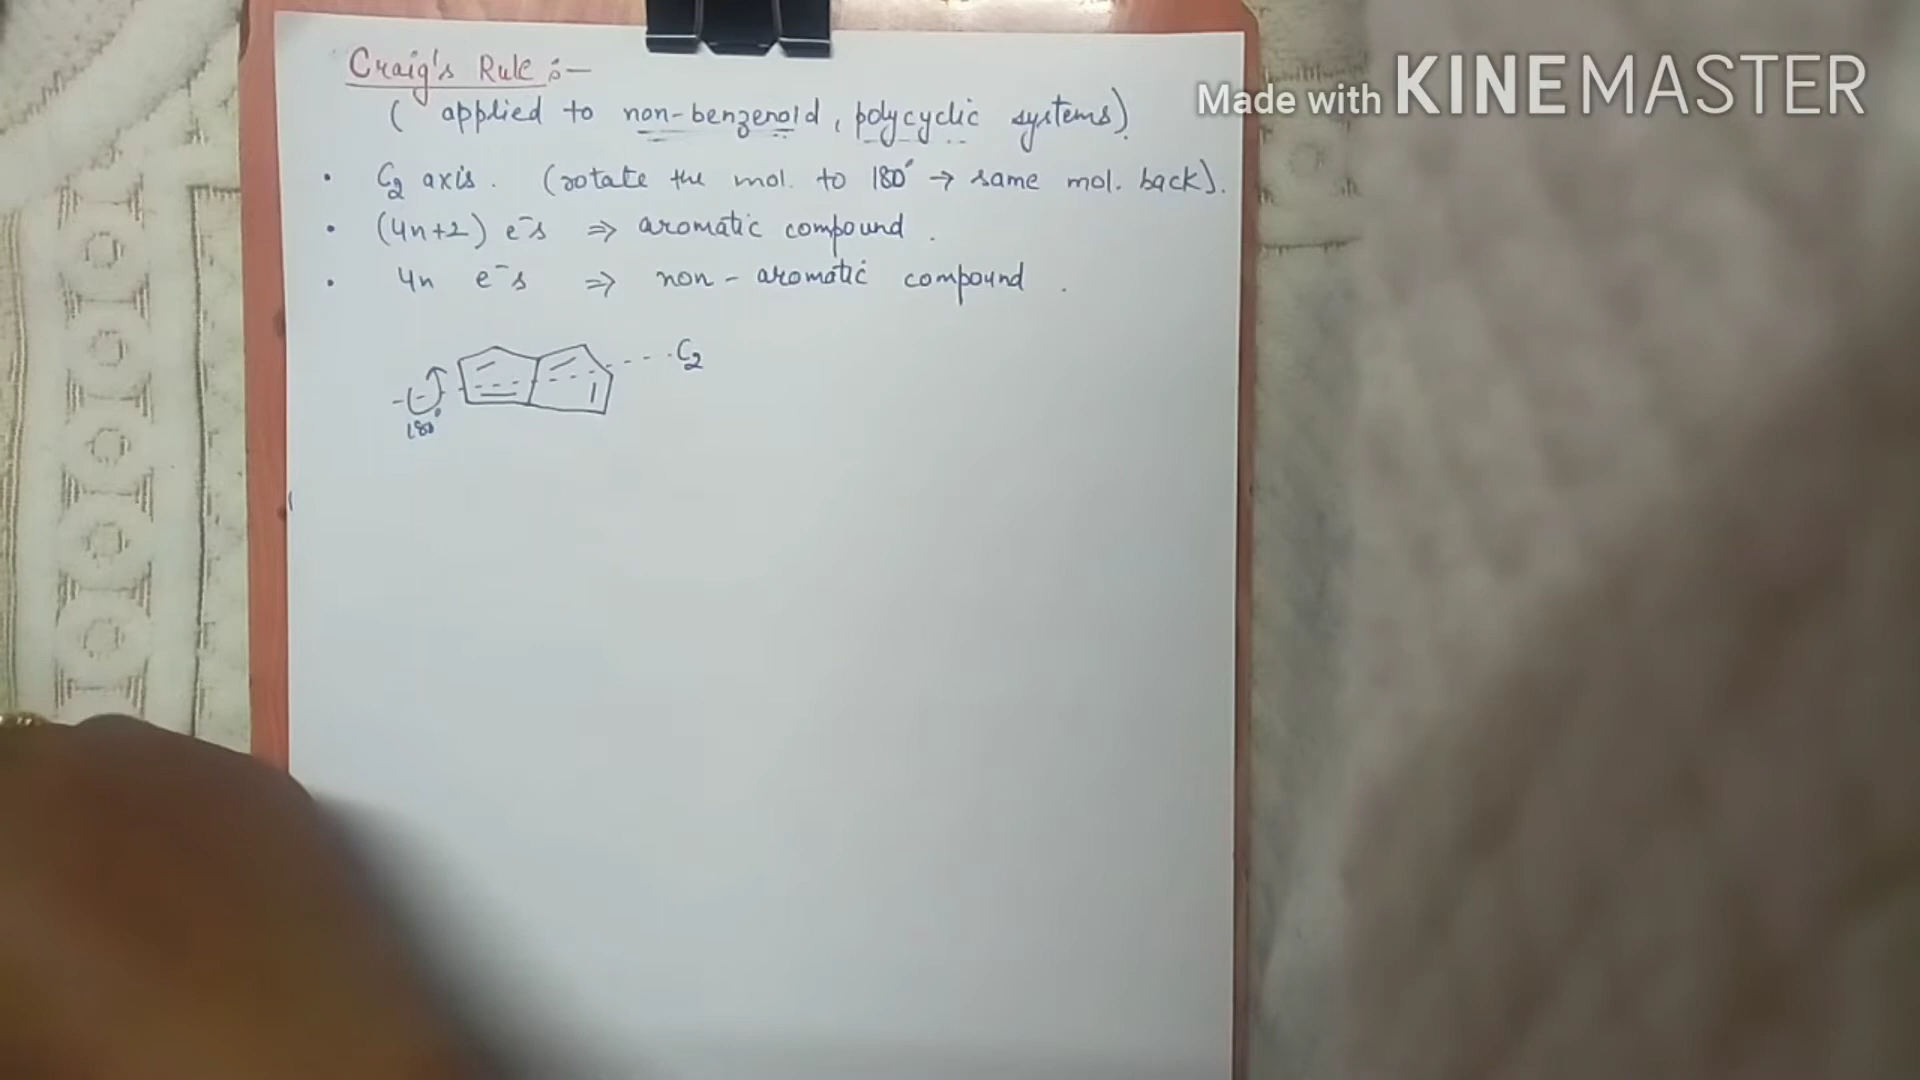 Craig's Rule :-
( applied to non-benzenoid, polycyclic systems).
Made with KINEMASTER
• C2 axis. (rotate the mol. to 180° → same mol. back).
• (4n+2) e⁻s ⇒ aromatic compound.
• 4n e⁻s ⇒ non-aromatic compound.
C2
180°